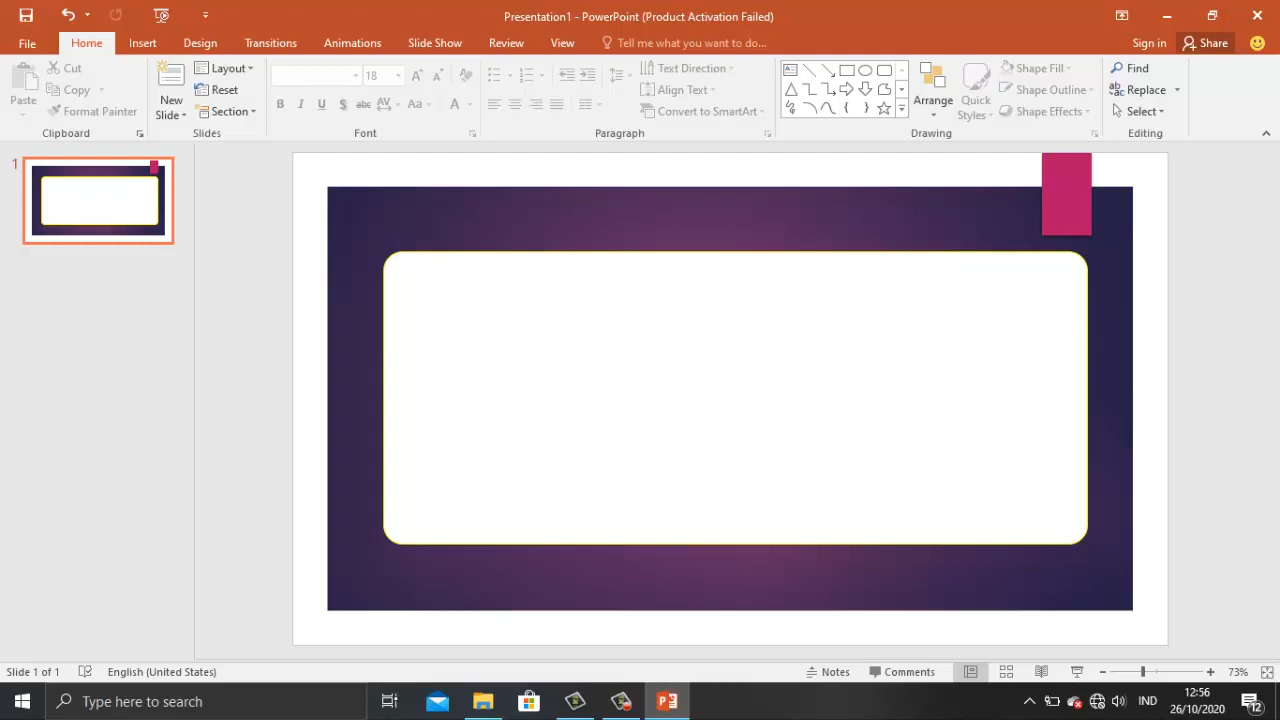 Presentation1 - PowerPoint (Product Activation Failed)
File Home Insert Design Transitions Animations Slide Show Review View Tell me what you want to do... Sign in Share
Paste
Cut
Copy
Format Painter
Clipboard
New Slide
Layout
Reset
Section
Slides
18
B I U S abc AV Aa A
Font
Text Direction
Align Text
Convert to SmartArt
Paragraph
Arrange
Quick Styles
Shape Fill
Shape Outline
Shape Effects
Drawing
Find
Replace
Select
Editing
1
Slide 1 of 1 English (United States) Notes Comments 73%
Type here to search IND 12:56
26/10/2020 12